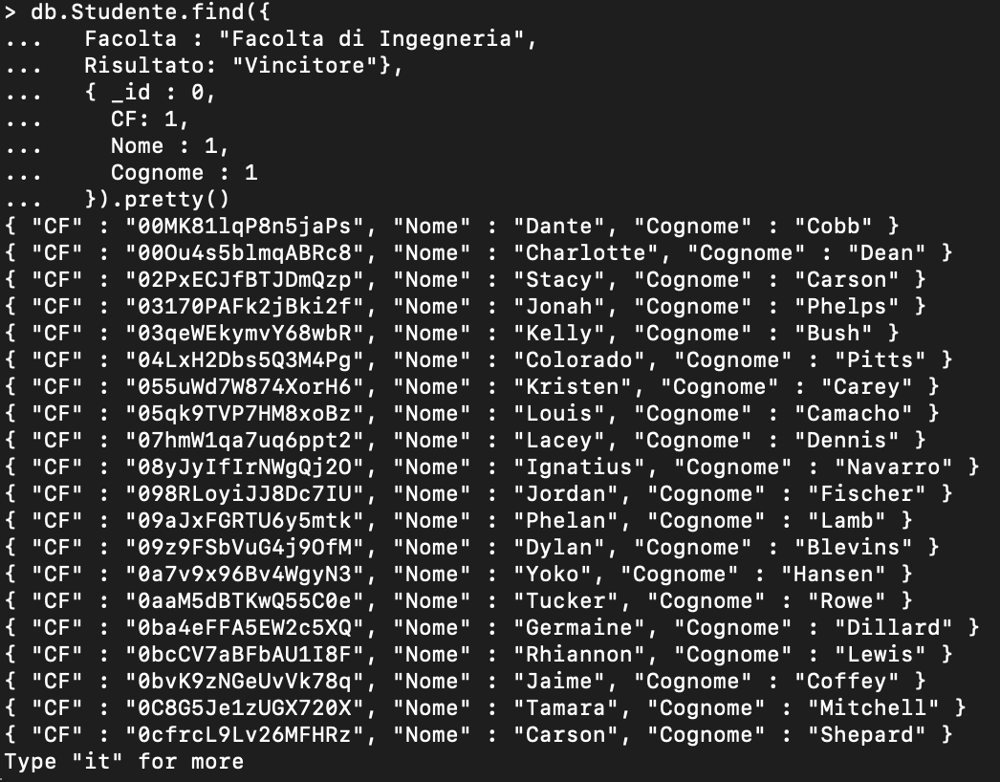 > db.Studente.find({
...   Facolta : "Facolta di Ingegneria",
...   Risultato: "Vincitore"},
...   { _id : 0,
...     CF: 1,
...     Nome : 1,
...     Cognome : 1
...   }).pretty()
{ "CF" : "00MK81lqP8n5jaPs", "Nome" : "Dante", "Cognome" : "Cobb" }
{ "CF" : "00Ou4s5blmqABRc8", "Nome" : "Charlotte", "Cognome" : "Dean" }
{ "CF" : "02PxECJfBTJDmQzp", "Nome" : "Stacy", "Cognome" : "Carson" }
{ "CF" : "03170PAFk2jBki2f", "Nome" : "Jonah", "Cognome" : "Phelps" }
{ "CF" : "03qeWEkymvY68wbR", "Nome" : "Kelly", "Cognome" : "Bush" }
{ "CF" : "04LxH2Dbs5Q3M4Pg", "Nome" : "Colorado", "Cognome" : "Pitts" }
{ "CF" : "055uWd7W874XorH6", "Nome" : "Kristen", "Cognome" : "Carey" }
{ "CF" : "05qk9TVP7HM8xoBz", "Nome" : "Louis", "Cognome" : "Camacho" }
{ "CF" : "07hmW1qa7uq6ppt2", "Nome" : "Lacey", "Cognome" : "Dennis" }
{ "CF" : "08yJyIfIrNWgQj2O", "Nome" : "Ignatius", "Cognome" : "Navarro" }
{ "CF" : "098RLoyiJJ8Dc7IU", "Nome" : "Jordan", "Cognome" : "Fischer" }
{ "CF" : "09aJxFGRTU6y5mtk", "Nome" : "Phelan", "Cognome" : "Lamb" }
{ "CF" : "09z9FSbVuG4j9OfM", "Nome" : "Dylan", "Cognome" : "Blevins" }
{ "CF" : "0a7v9x96Bv4WgyN3", "Nome" : "Yoko", "Cognome" : "Hansen" }
{ "CF" : "0aaM5dBTKwQ55C0e", "Nome" : "Tucker", "Cognome" : "Rowe" }
{ "CF" : "0ba4eFFA5EW2c5XQ", "Nome" : "Germaine", "Cognome" : "Dillard" }
{ "CF" : "0bcCV7aBFbAU1I8F", "Nome" : "Rhiannon", "Cognome" : "Lewis" }
{ "CF" : "0bvK9zNGeUvVk78q", "Nome" : "Jaime", "Cognome" : "Coffey" }
{ "CF" : "0C8G5Je1zUGX720X", "Nome" : "Tamara", "Cognome" : "Mitchell" }
{ "CF" : "0cfrcL9Lv26MFHRz", "Nome" : "Carson", "Cognome" : "Shepard" }
Type "it" for more